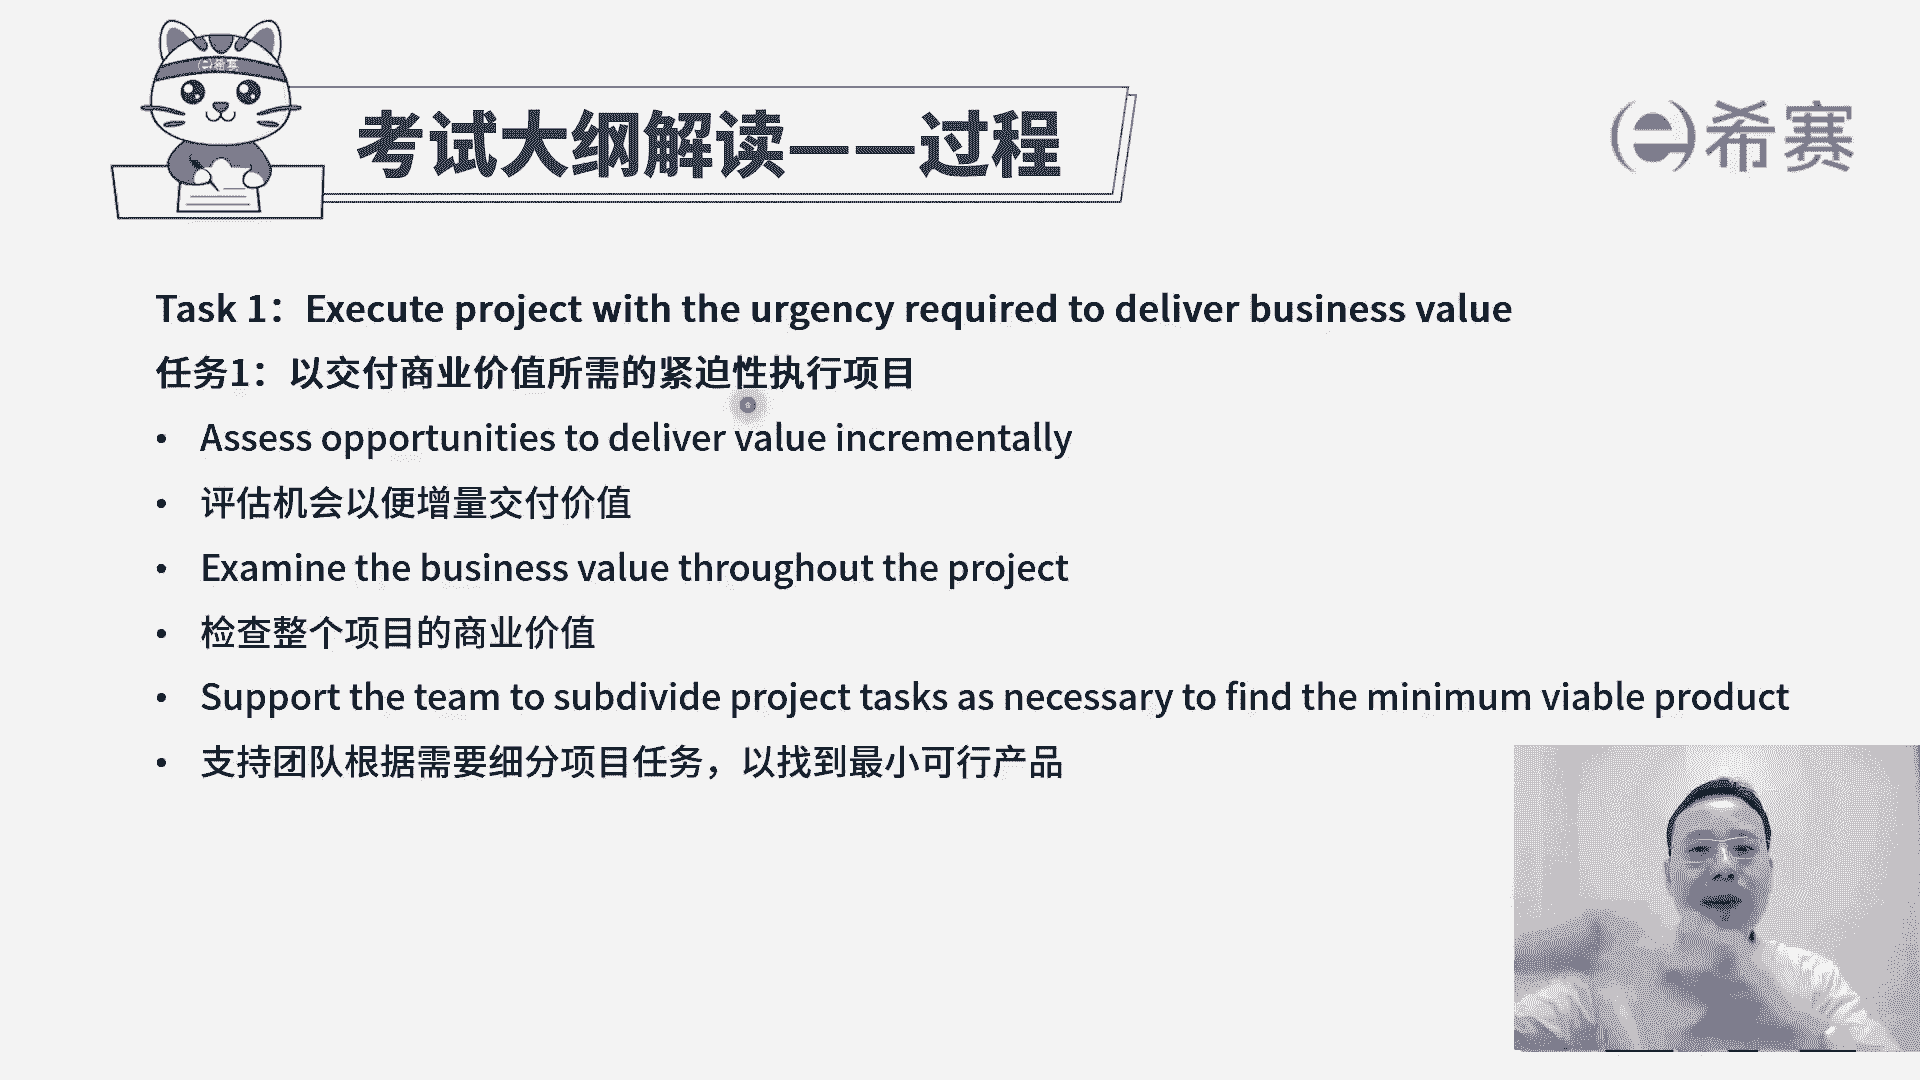 希赛
考试大纲解读——过程
希赛
Task 1：Execute project with the urgency required to deliver business value
任务1：以交付商业价值所需的紧迫性执行项目
• Assess opportunities to deliver value incrementally
• 评估机会以便增量交付价值
• Examine the business value throughout the project
• 检查整个项目的商业价值
• Support the team to subdivide project tasks as necessary to find the minimum viable product
• 支持团队根据需要细分项目任务，以找到最小可行产品